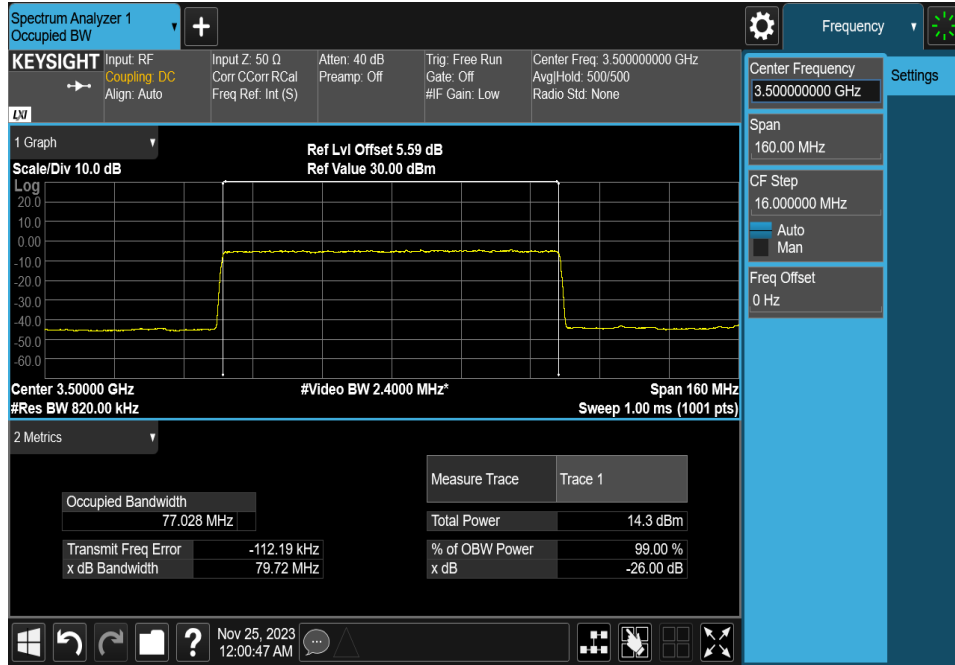 Spectrum Analyzer 1
Occupied BW
+
Frequency
KEYSIGHT
Input: RF
Coupling: DC
Align: Auto
Input Z: 50 Ω
Corr CCorr RCal
Freq Ref: Int (S)
Atten: 40 dB
Preamp: Off
Trig: Free Run
Gate: Off
#IF Gain: Low
Center Freq: 3.500000000 GHz
Avg|Hold: 500/500
Radio Std: None
LXI
Center Frequency
3.500000000 GHz
Settings
Span
160.00 MHz
CF Step
16.000000 MHz
Auto
Man
Freq Offset
0 Hz
1 Graph
Scale/Div 10.0 dB
Ref Lvl Offset 5.59 dB
Ref Value 30.00 dBm
Log
20.0
10.0
0.00
-10.0
-20.0
-30.0
-40.0
-50.0
-60.0
Center 3.50000 GHz
#Res BW 820.00 kHz
#Video BW 2.4000 MHz*
Span 160 MHz
Sweep 1.00 ms (1001 pts)
2 Metrics
Measure Trace Trace 1
Occupied Bandwidth
77.028 MHz
Total Power 14.3 dBm
Transmit Freq Error -112.19 kHz
% of OBW Power 99.00 %
x dB Bandwidth 79.72 MHz
x dB -26.00 dB
?
Nov 25, 2023
12:00:47 AM